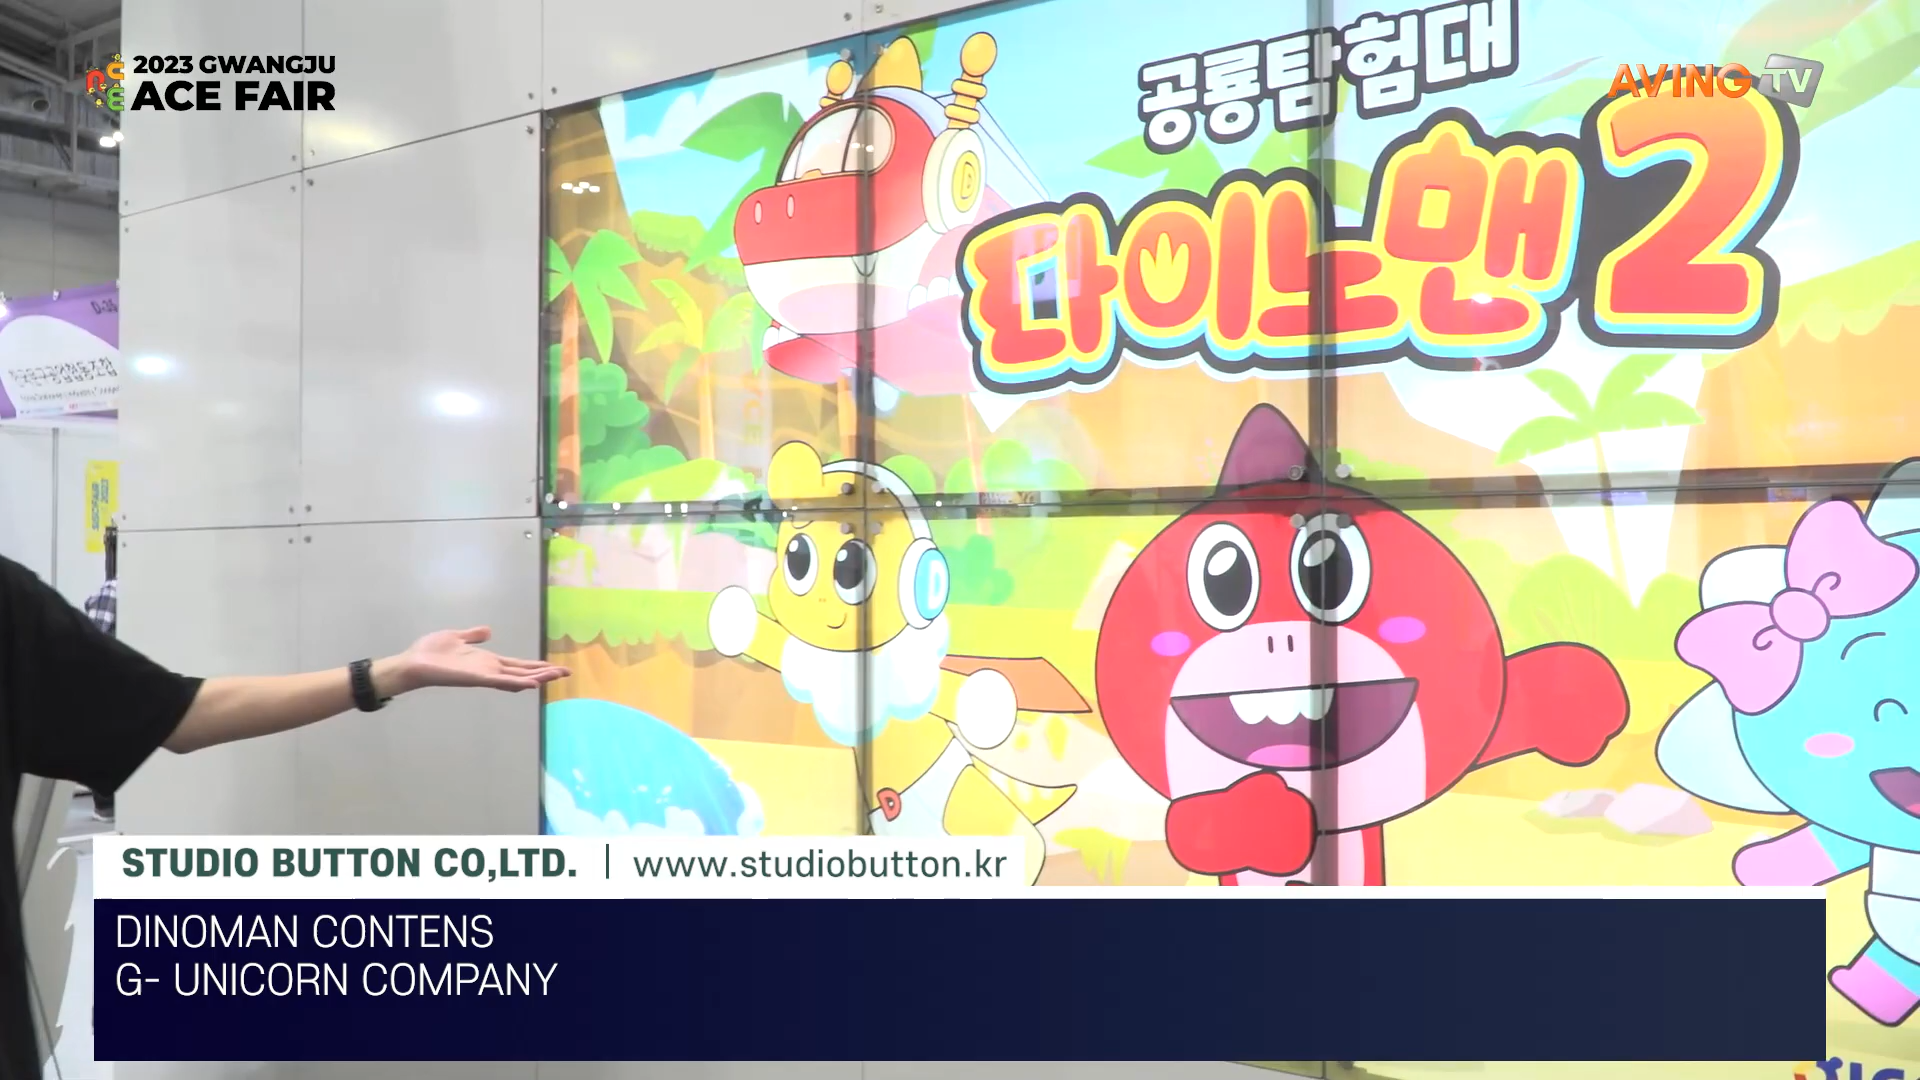 2023 GWANGJU
ACE FAIR
AVING TV
공룡탐험대
다이노맨2
D
D
D
STUDIO BUTTON CO,LTD. | www.studiobutton.kr
DINOMAN CONTENS
G- UNICORN COMPANY